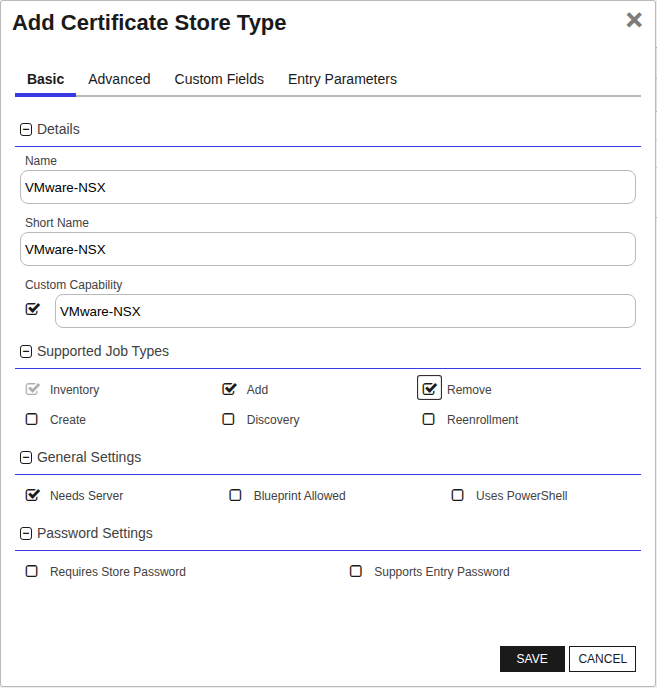 Add Certificate Store Type
Basic Advanced Custom Fields Entry Parameters
Details
Name
VMware-NSX
Short Name
VMware-NSX
Custom Capability
VMware-NSX
Supported Job Types
Inventory Add Remove
Create Discovery Reenrollment
General Settings
Needs Server Blueprint Allowed Uses PowerShell
Password Settings
Requires Store Password Supports Entry Password
SAVE CANCEL